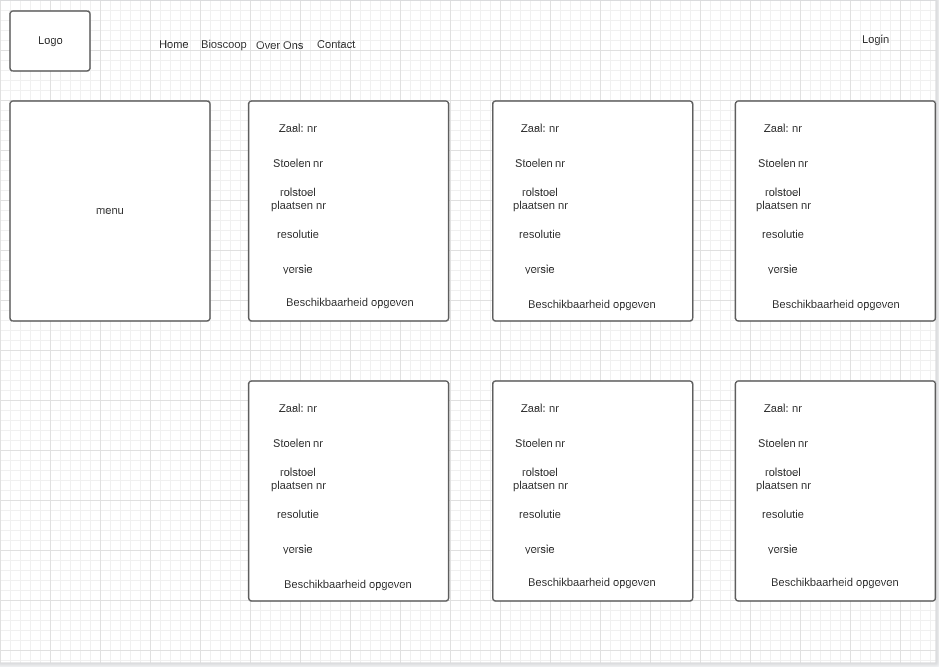 Logo
Home Bioscoop Over Ons Contact
Login
menu
Zaal: nr
Stoelen nr
rolstoel
plaatsen nr
resolutie
versie
Beschikbaarheid opgeven
Zaal: nr
Stoelen nr
rolstoel
plaatsen nr
resolutie
versie
Beschikbaarheid opgeven
Zaal: nr
Stoelen nr
rolstoel
plaatsen nr
resolutie
versie
Beschikbaarheid opgeven
Zaal: nr
Stoelen nr
rolstoel
plaatsen nr
resolutie
versie
Beschikbaarheid opgeven
Zaal: nr
Stoelen nr
rolstoel
plaatsen nr
resolutie
versie
Beschikbaarheid opgeven
Zaal: nr
Stoelen nr
rolstoel
plaatsen nr
resolutie
versie
Beschikbaarheid opgeven